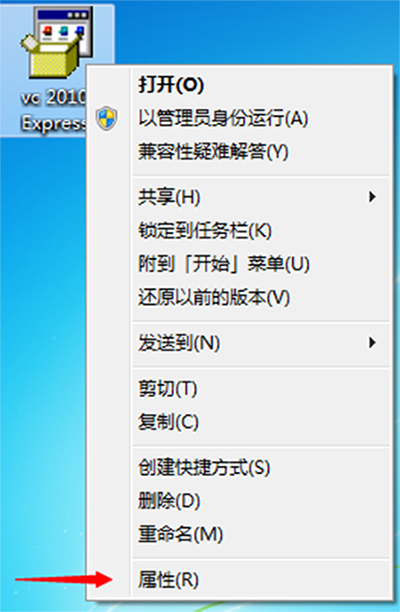 vc 2010
Express
打开(O)
以管理员身份运行(A)
兼容性疑难解答(Y)
共享(H)
锁定到任务栏(K)
附到「开始」菜单(U)
还原以前的版本(V)
发送到(N)
剪切(T)
复制(C)
创建快捷方式(S)
删除(D)
重命名(M)
属性(R)